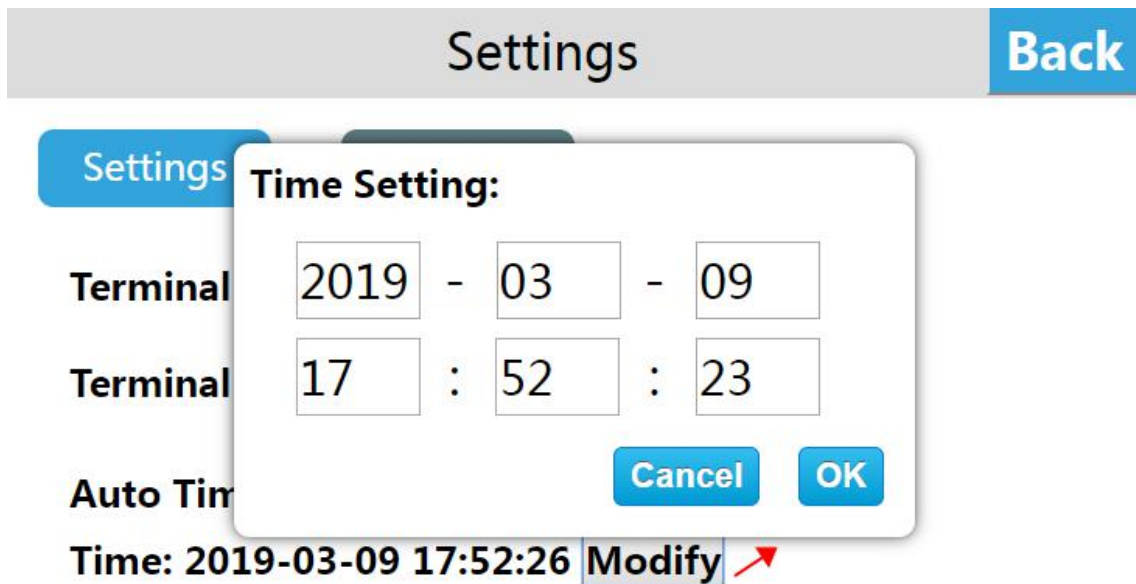 Settings Back
Settings
Time Setting:
Terminal
2019 - 03 - 09
Terminal
17 : 52 : 23
Cancel OK
Auto Tim
Time: 2019-03-09 17:52:26 Modify